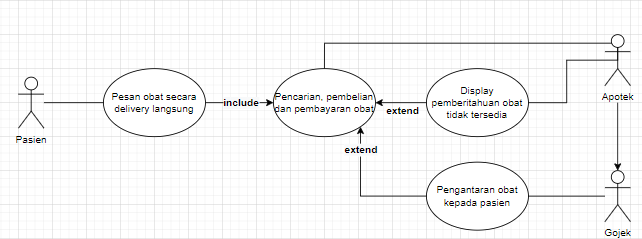 Pasien
Pesan obat secara
delivery langsung
include
Pencarian, pembelian
dan pembayaran obat
extend
Display
pemberitahuan obat
tidak tersedia
Apotek
extend
Pengantaran obat
kepada pasien
Gojek